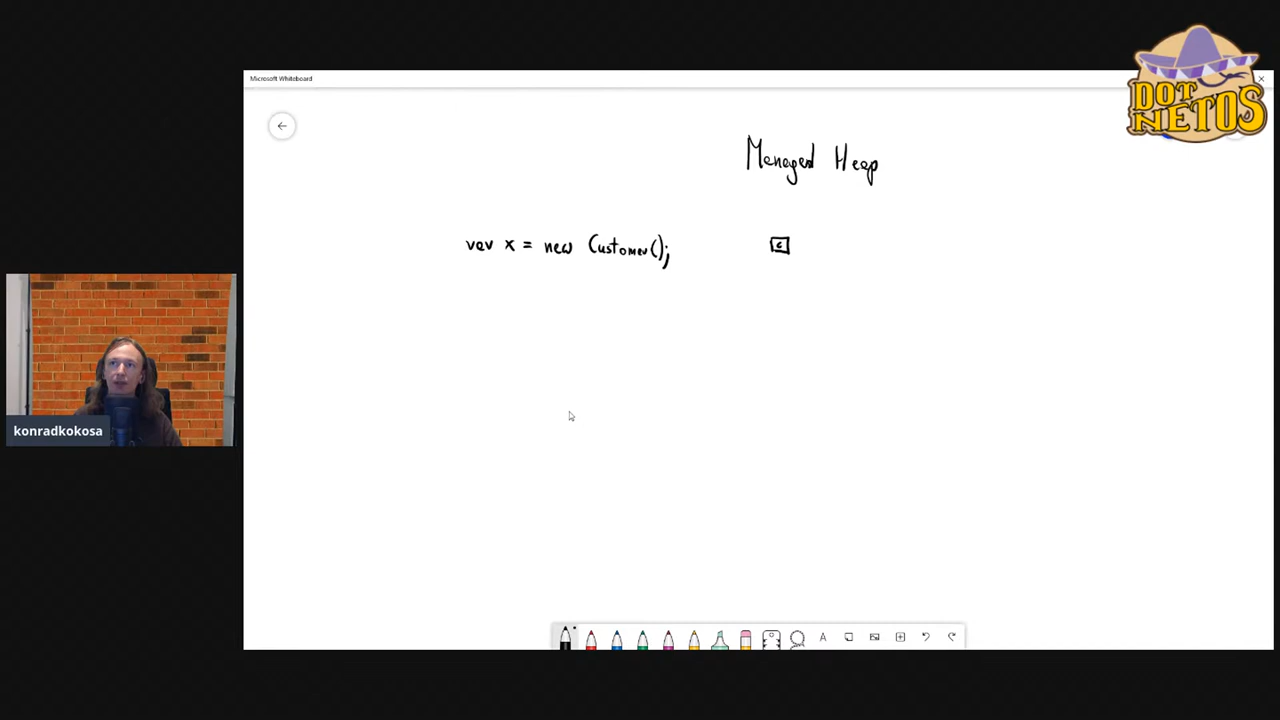 Microsoft Whiteboard
DOT
NETOS
Managed Heap
var x = new Customer();
C
konradkokosa
A